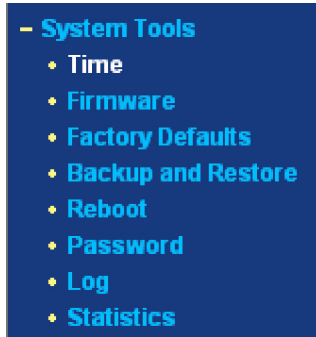 – System Tools
• Time
• Firmware
• Factory Defaults
• Backup and Restore
• Reboot
• Password
• Log
• Statistics